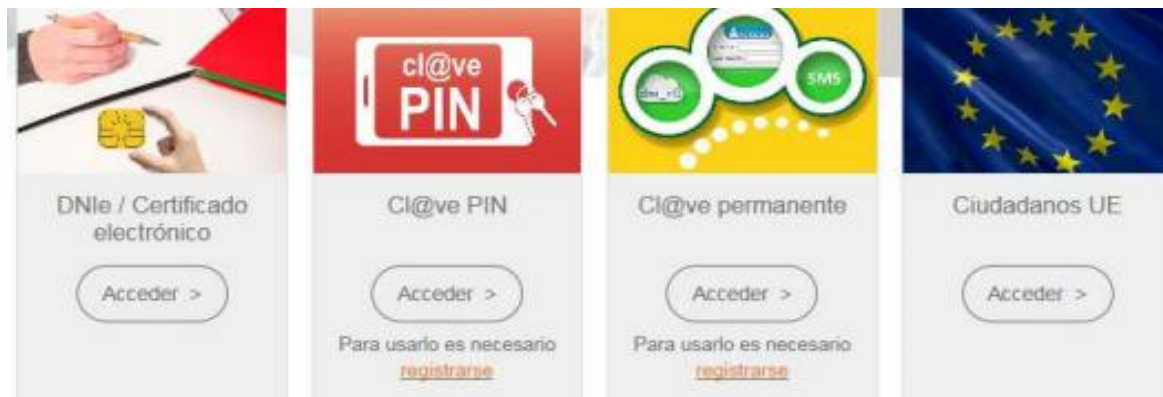 cl@ve
PIN
SMS
DNIe / Certificado
electrónico
Acceder >
Cl@ve PIN
Acceder >
Para usarlo es necesario
registrarse
Cl@ve permanente
Acceder >
Para usarlo es necesario
registrarse
Ciudadanos UE
Acceder >